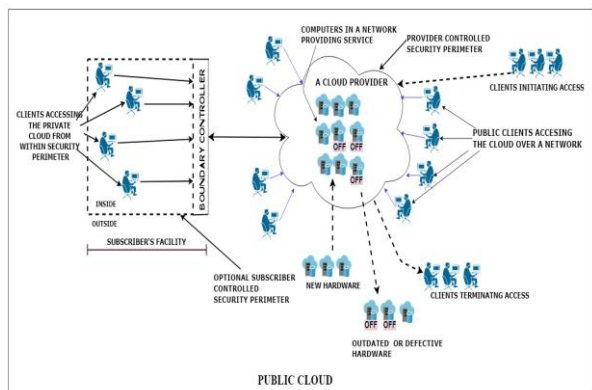 COMPUTERS IN A NETWORK
PROVIDING SERVICE
PROVIDER CONTROLLED
SECURITY PERIMETER
A CLOUD PROVIDER
CLIENTS INITIATING ACCESS
BOUNDARY CONTROLLER
CLIENTS ACCESSING
THE PRIVATE
CLOUD FROM
WITHIN SECURITY
PERIMETER
PUBLIC CLIENTS ACCESING
THE CLOUD OVER A NETWORK
OFF OFF
OFF
INSIDE
OUTSIDE
SUBSCRIBER'S FACILITY
OPTIONAL SUBSCRIBER
CONTROLLED
SECURITY PERIMETER
NEW HARDWARE
CLIENTS TERMINATING ACCESS
OFF OFF
OUTDATED OR DEFECTIVE
HARDWARE
PUBLIC CLOUD